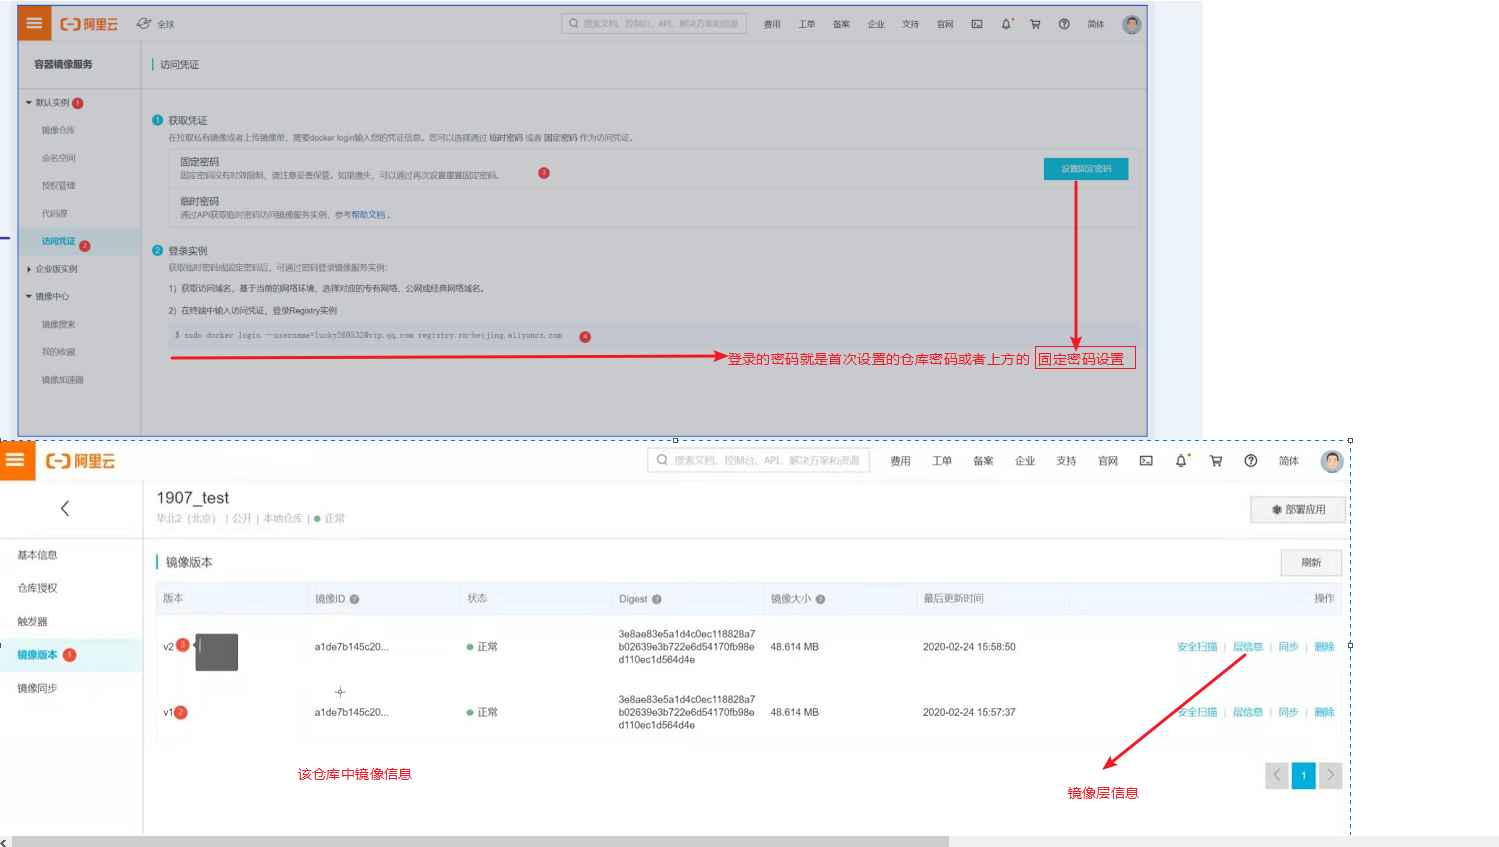 阿里云
全球
搜索文档、控制台、API、解决方案和资源
费用
工单
备案
企业
支持
官网
简体
容器镜像服务
访问凭证
默认实例 1
镜像仓库
命名空间
授权管理
代码源
访问凭证 2
企业版实例
镜像中心
镜像搜索
我的收藏
镜像加速器
1 获取凭证
在拉取私有镜像或者上传镜像前，需要docker login输入您的凭证信息。您可以选择通过 临时密码 或者 固定密码 作为访问凭证。
固定密码
固定密码没有时效限制，请注意妥善保管。如果遗失，可以通过再次设置重置固定密码。
3
设置固定密码
临时密码
通过API获取临时密码访问镜像服务实例，参考帮助文档 。
2 登录实例
获取临时密码或固定密码后，可通过密码登录镜像服务实例：
1）获取访问域名，基于当前的网络环境，选择对应的专有网络、公网或经典网络域名。
2）在终端中输入访问凭证，登录Registry实例
$ sudo docker login --username=lucky269532@vip.qq.com registry.cn-beijing.aliyuncs.com 4
登录的密码就是首次设置的仓库密码或者上方的 固定密码设置
阿里云
搜索文档、控制台、API、解决方案和资源
费用
工单
备案
企业
支持
官网
简体
1907_test
华北2（北京） | 公开 | 本地仓库 | 正常
部署应用
基本信息
仓库授权
触发器
镜像版本 1
镜像同步
镜像版本
刷新
版本 镜像ID 状态 Digest 镜像大小 最后更新时间 操作
v2 3 a1de7b145c20... 正常 3e8ae83e5a1d4c0ec118828a7
b02639e3b722e6d54170fb98e
d110ec1d564d4e
48.614 MB 2020-02-24 15:58:50 安全扫描 | 层信息 | 同步 | 删除
v1 2 a1de7b145c20... 正常 3e8ae83e5a1d4c0ec118828a7
b02639e3b722e6d54170fb98e
d110ec1d564d4e
48.614 MB 2020-02-24 15:57:37 安全扫描 | 层信息 | 同步 | 删除
该仓库中镜像信息
1
镜像层信息